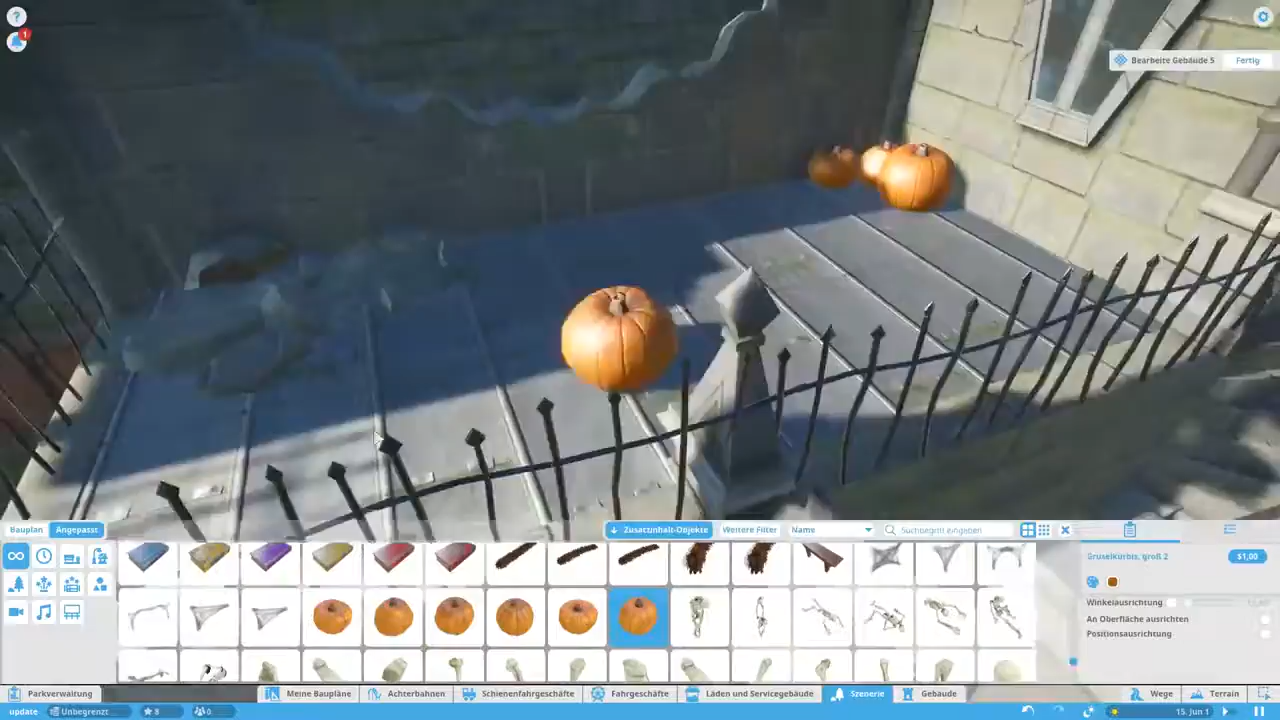 ?
1
Bearbeite Gebäude 5 Fertig
Bauplan Angepasst Zusatzinhalt-Objekte Weitere Filter Name Suchbegriff eingeben
Gruselkürbis, groß 2 $1,00
Winkelausrichtung
An Oberfläche ausrichten
Positionsausrichtung
Parkverwaltung Meine Baupläne Achterbahnen Schienenfahrgeschäfte Fahrgeschäfte Läden und Servicegebäude Szenerie Gebäude Wege Terrain
update Unbegrenzt 8 0 15. Jun 1